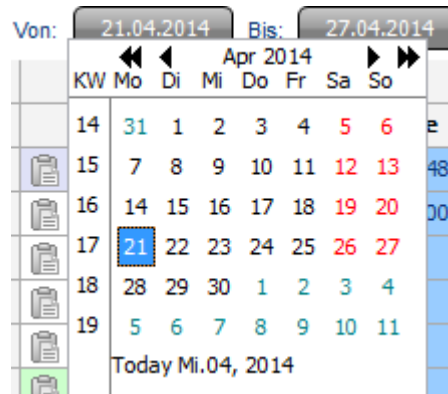 Von: 21.04.2014 Bis: 27.04.2014
Apr 2014
KW Mo Di Mi Do Fr Sa So
14 31 1 2 3 4 5 6
15 7 8 9 10 11 12 13
16 14 15 16 17 18 19 20
17 21 22 23 24 25 26 27
18 28 29 30 1 2 3 4
19 5 6 7 8 9 10 11
Today Mi.04, 2014